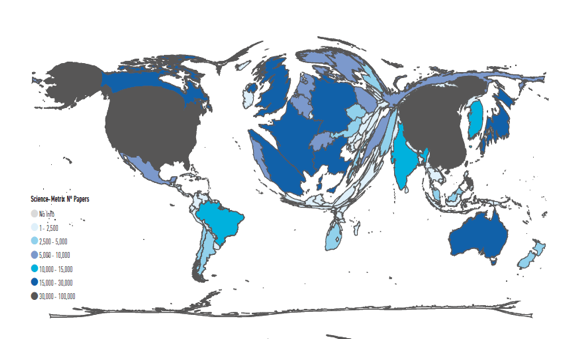 Science- Metrix Nº Papers
No info
1 - 2,500
2,500 - 5,000
5,000 - 10,000
10,000 - 15,000
15,000 - 30,000
30,000 - 100,000